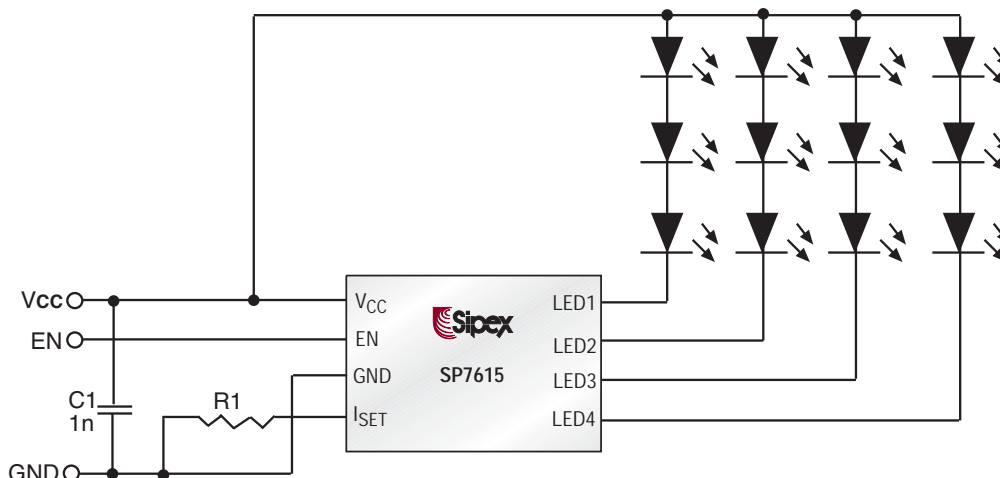 Vcc
EN
C1
1n
GND
R1
VCC
EN
GND
ISET
Sipex
SP7615
LED1
LED2
LED3
LED4